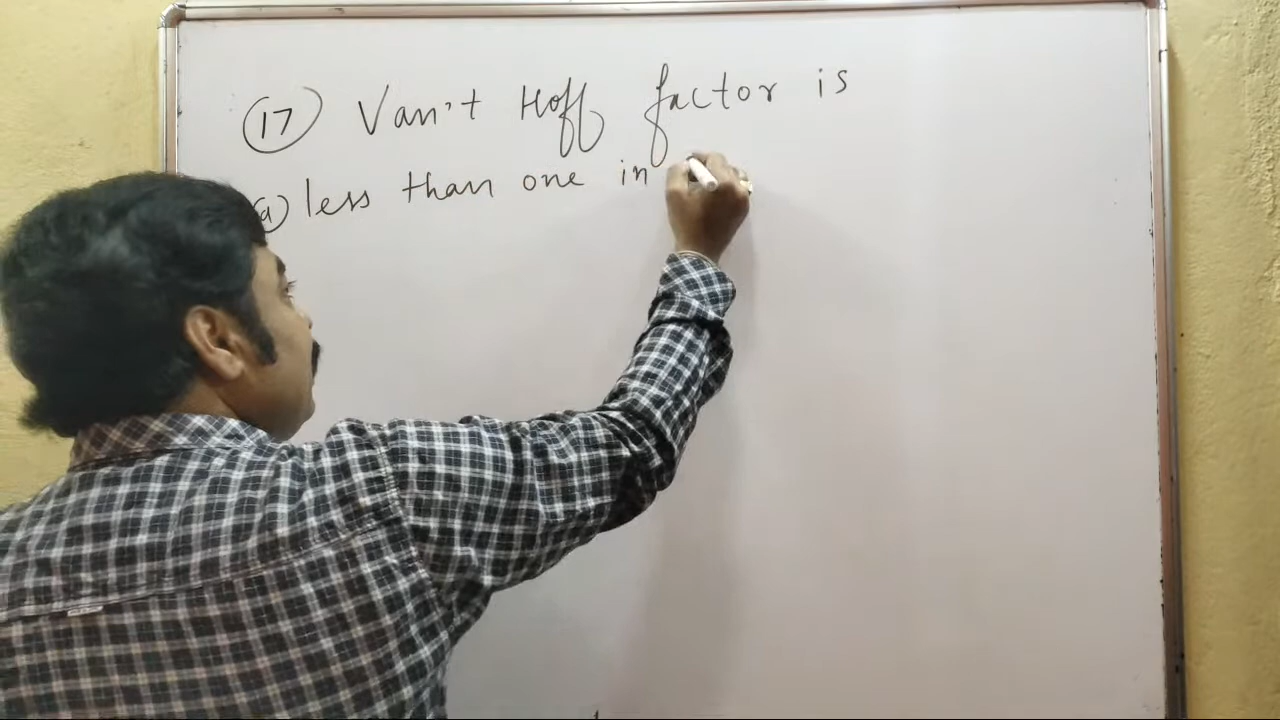 (17) Van't Hoff factor is
(a) less than one in